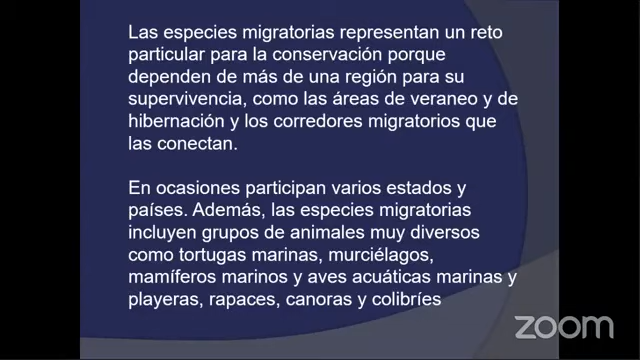 Las especies migratorias representan un reto
particular para la conservación porque
dependen de más de una región para su
supervivencia, como las áreas de veraneo y de
hibernación y los corredores migratorios que
las conectan.
En ocasiones participan varios estados y
países. Además, las especies migratorias
incluyen grupos de animales muy diversos
como tortugas marinas, murciélagos,
mamíferos marinos y aves acuáticas marinas y
playeras, rapaces, canoras y colibríes
zoom